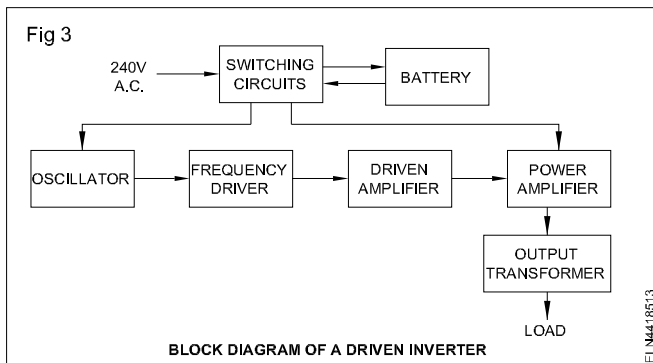 Fig 3
240V
A.C.
SWITCHING
CIRCUITS
BATTERY
OSCILLATOR
FREQUENCY
DRIVER
DRIVEN
AMPLIFIER
POWER
AMPLIFIER
OUTPUT
TRANSFORMER
LOAD
BLOCK DIAGRAM OF A DRIVEN INVERTER
ELN4418513